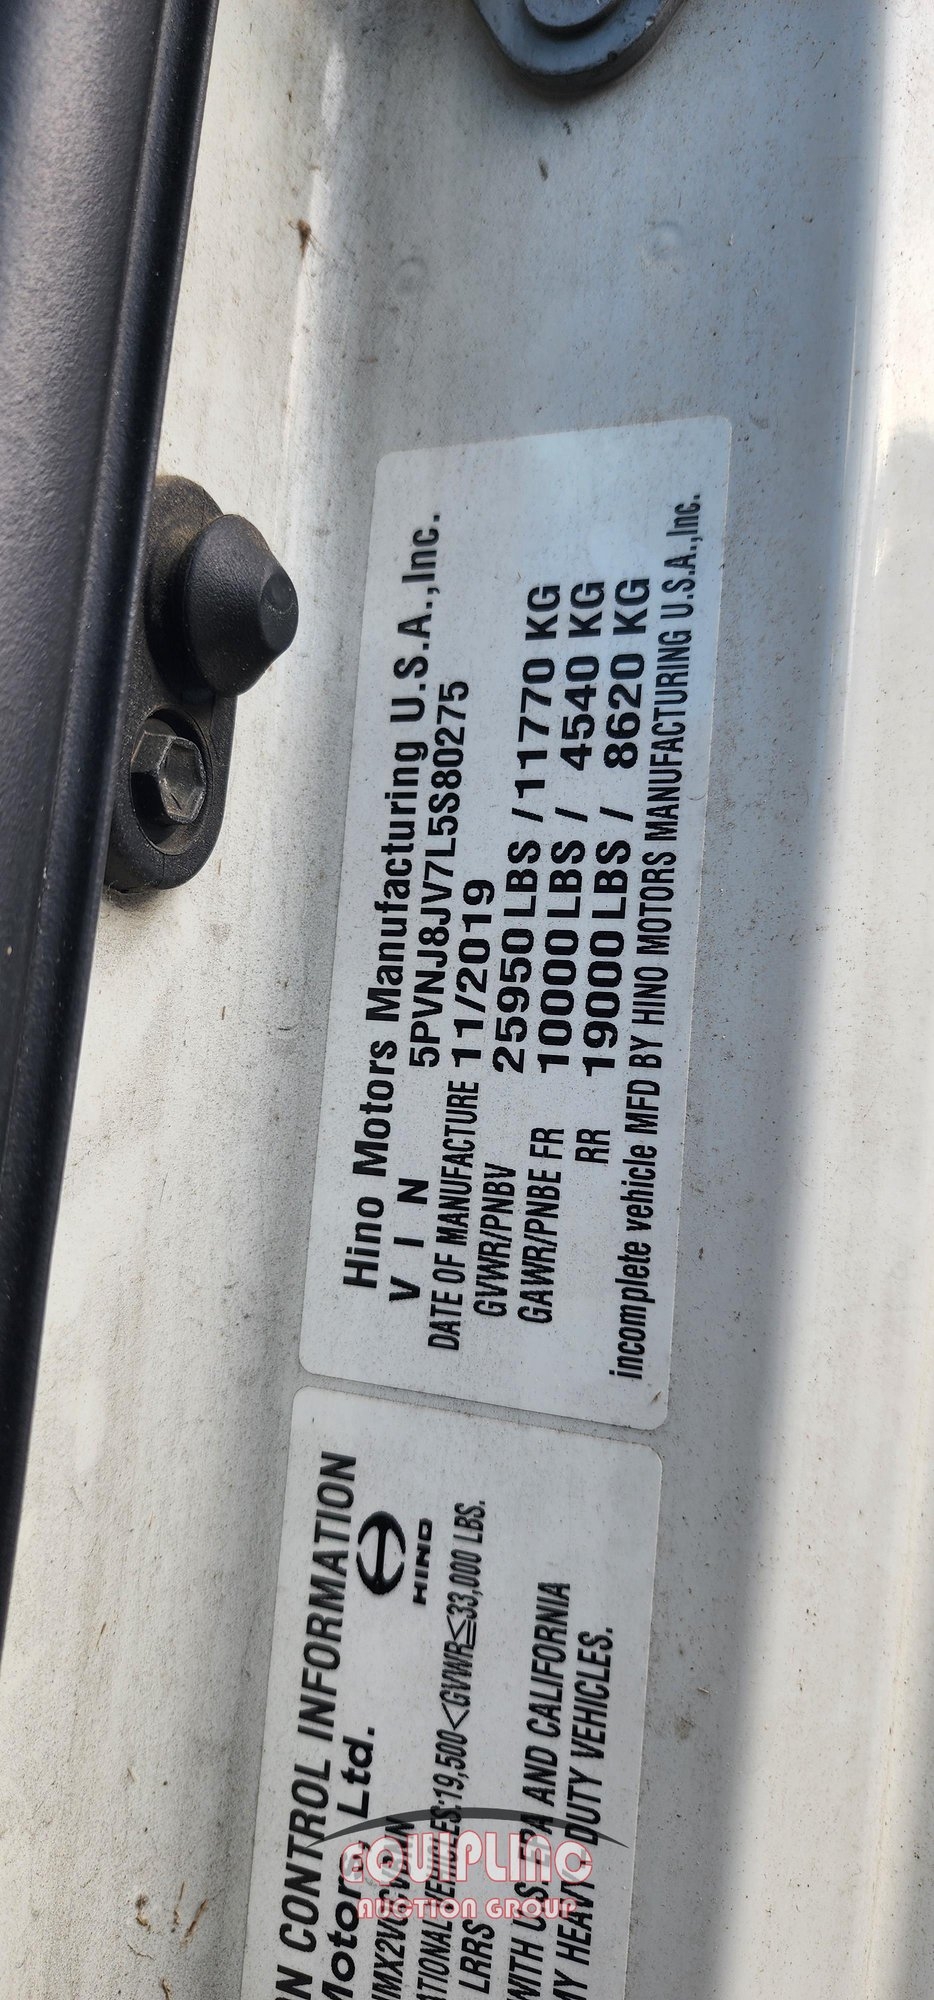 Hino Motors Manufacturing U.S.A.,Inc.
V I N 5PVNJ8JV7L5S80275
DATE OF MANUFACTURE 11/2019
GVWR/PNBV 25950 LBS / 11770 KG
GAWR/PNBE FR 10000 LBS / 4540 KG
RR 19000 LBS / 8620 KG
incomplete vehicle MFD BY HINO MOTORS MANUFACTURING U.S.A.,Inc.
CONTROL INFORMATION
Motors, Ltd.
HINO
:19,500<GVWR≦33,000 LBS.
LRRS
WITH U.S. EPA AND CALIFORNIA
HEAVY DUTY VEHICLES.
EQUIPLINC
AUCTION GROUP